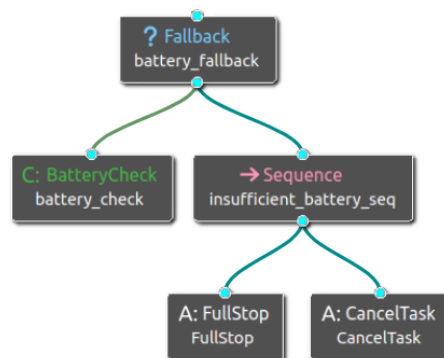 ? Fallback
battery_fallback
C: BatteryCheck
battery_check
→ Sequence
insufficient_battery_seq
A: FullStop
FullStop
A: CancelTask
CancelTask